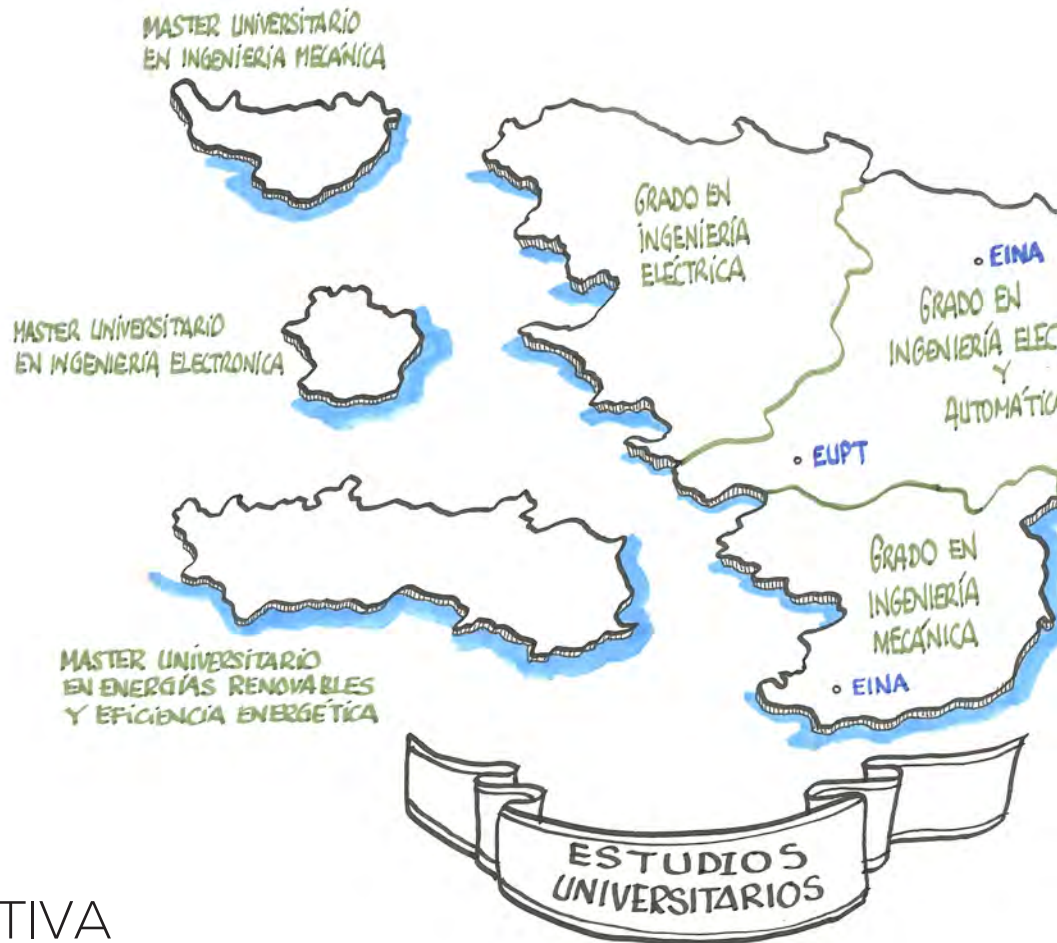 MASTER UNIVERSITARIO
EN INGENIERÍA MECÁNICA
GRADO EN
INGENIERÍA
ELÉCTRICA
EINA
GRADO EN
INGENIERÍA ELEC
Y
AUTOMÁTIC
MASTER UNIVERSITARIO
EN INGENIERÍA ELECTRONICA
EUPT
GRADO EN
INGENIERÍA
MECÁNICA
EINA
MASTER UNIVERSITARIO
EN ENERGÍAS RENOVABLES
Y EFICIENCIA ENERGÉTICA
ESTUDIOS
UNIVERSITARIOS
TIVA